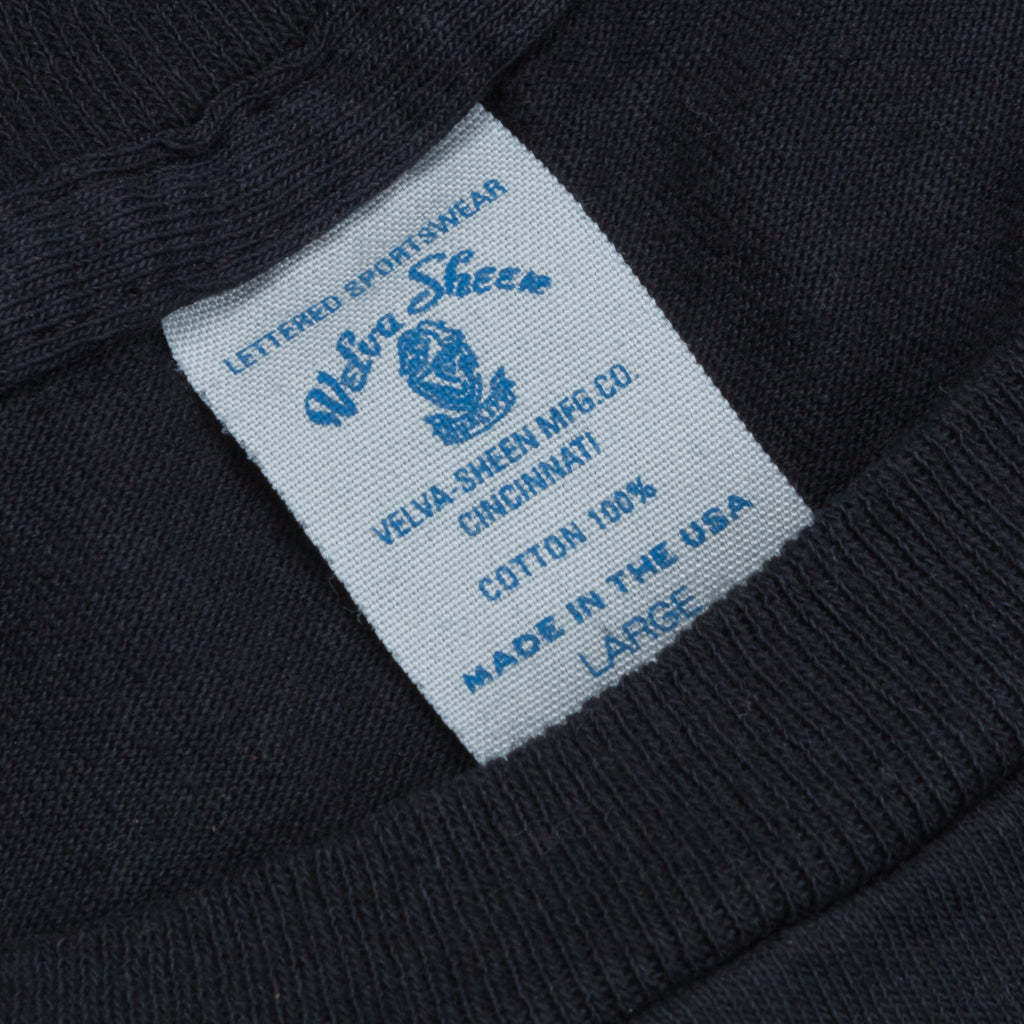 LETTERED SPORTSWEAR
Velva Sheen
VELVA-SHEEN MFG.CO.
CINCINNATI
COTTON 100%
MADE IN THE USA
LARGE